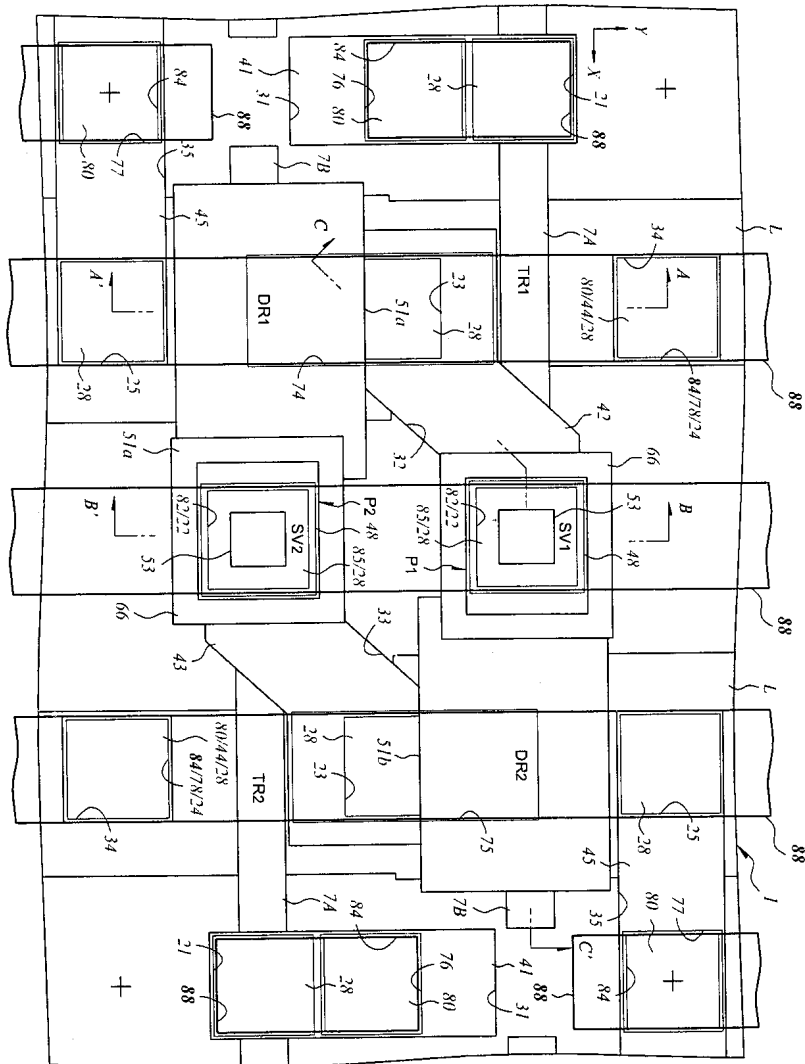 Y
X
84
41
31
76
80
28
84
21
88
84
88
80
77
35
7B
45
7A
L
C
A'
DR1
51a
23
28
TR1
34
A
80/44/28
28
25
74
84/78/24
88
42
51a
32
66
B'
82/22
P2
SV2
48
53
85/28
82/22
53
B
SV1
85/28
48
P1
66
88
33
43
L
80/44/28
84/78/24
TR2
28
51b
DR2
23
28
25
34
75
88
45
1
7A
84
7B
35
80
77
21
76
41
C'
28
80
31
88
84
88